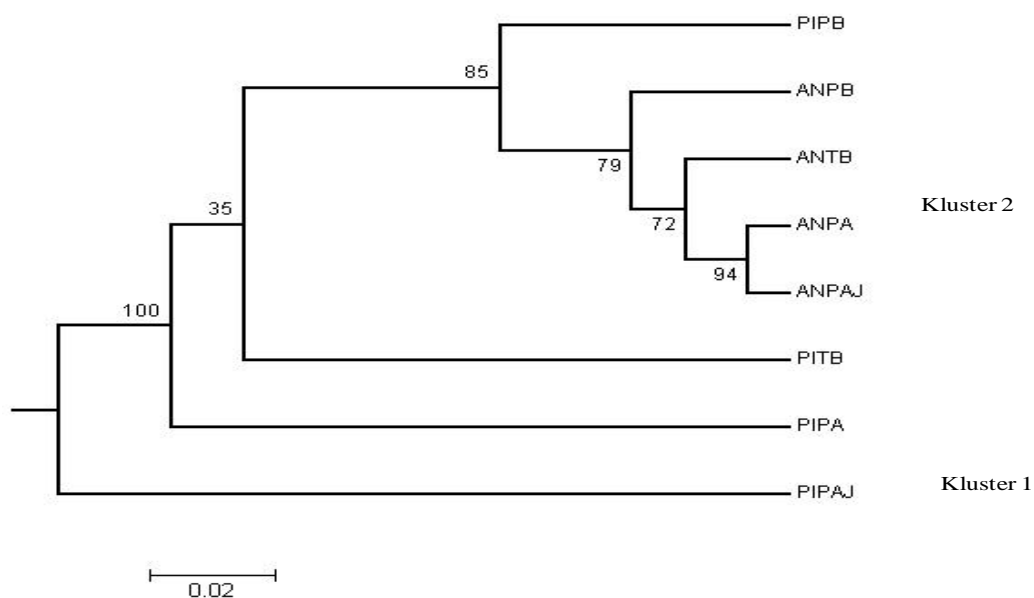 PIPB
85
ANPB
79
ANTB
Kluster 2
35
72
ANPA
94
ANPAJ
100
PITB
PIPA
PIPAJ
Kluster 1
0.02